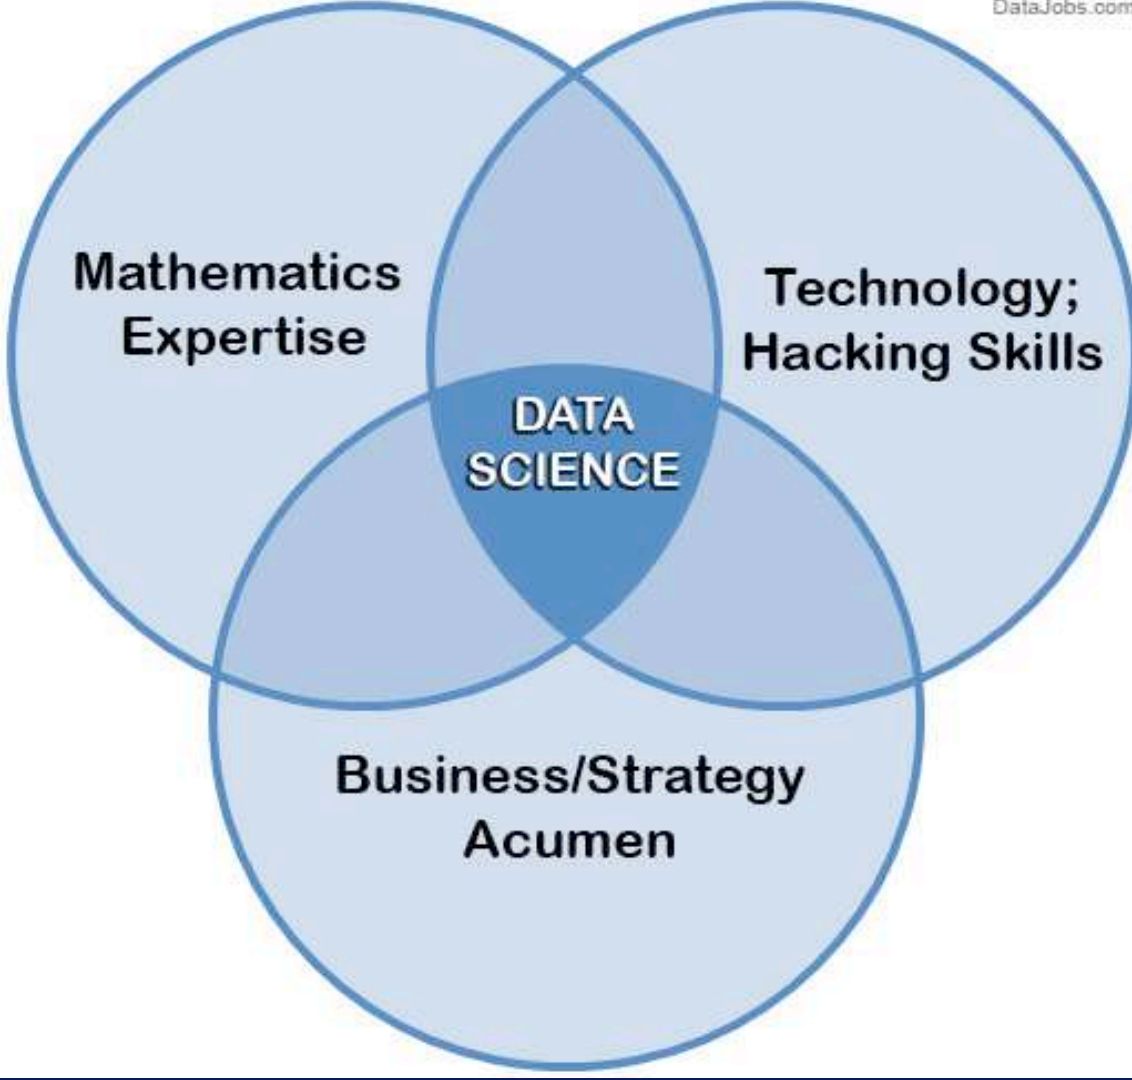 DataJobs.com
Mathematics
Expertise
Technology;
Hacking Skills
DATA
SCIENCE
Business/Strategy
Acumen